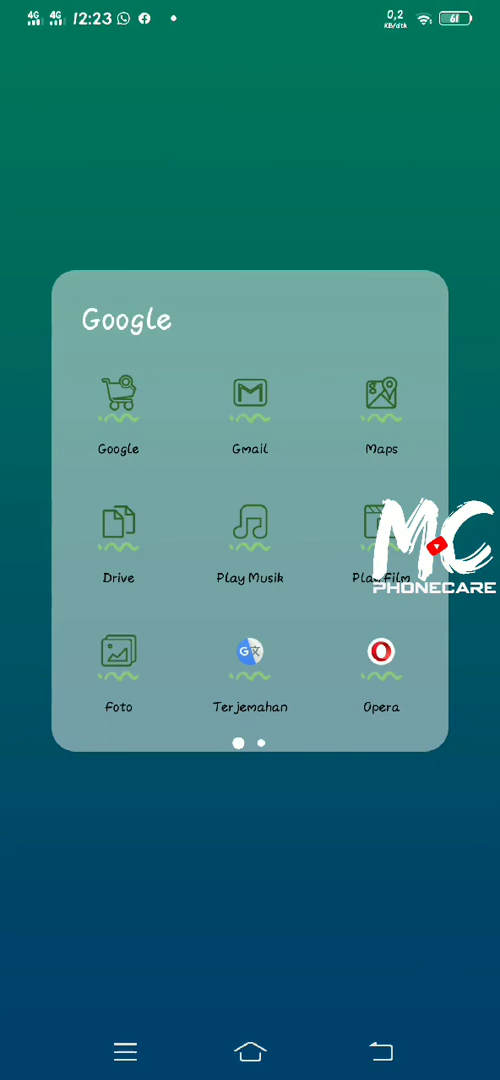 4G 4G 12:23 0,2 KB/dtk 61
Google
Google Gmail Maps
Drive Play Musik Play Film
MC
PHONECARE
G 文
Foto Terjemahan Opera